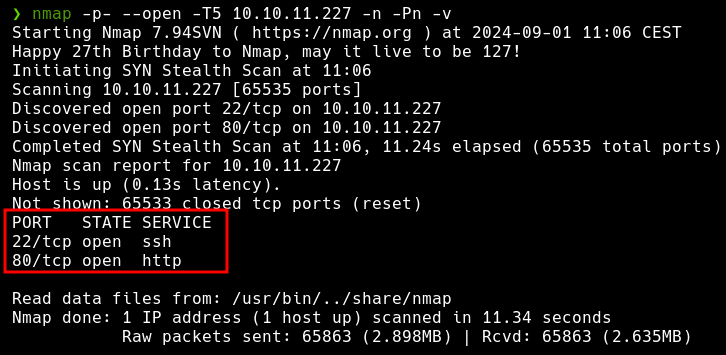 ❯ nmap -p- --open -T5 10.10.11.227 -n -Pn -v
Starting Nmap 7.94SVN ( https://nmap.org ) at 2024-09-01 11:06 CEST
Happy 27th Birthday to Nmap, may it live to be 127!
Initiating SYN Stealth Scan at 11:06
Scanning 10.10.11.227 [65535 ports]
Discovered open port 22/tcp on 10.10.11.227
Discovered open port 80/tcp on 10.10.11.227
Completed SYN Stealth Scan at 11:06, 11.24s elapsed (65535 total ports)
Nmap scan report for 10.10.11.227
Host is up (0.13s latency).
Not shown: 65533 closed tcp ports (reset)
PORT   STATE SERVICE
22/tcp open  ssh
80/tcp open  http
Read data files from: /usr/bin/../share/nmap
Nmap done: 1 IP address (1 host up) scanned in 11.34 seconds
Raw packets sent: 65863 (2.898MB) | Rcvd: 65863 (2.635MB)